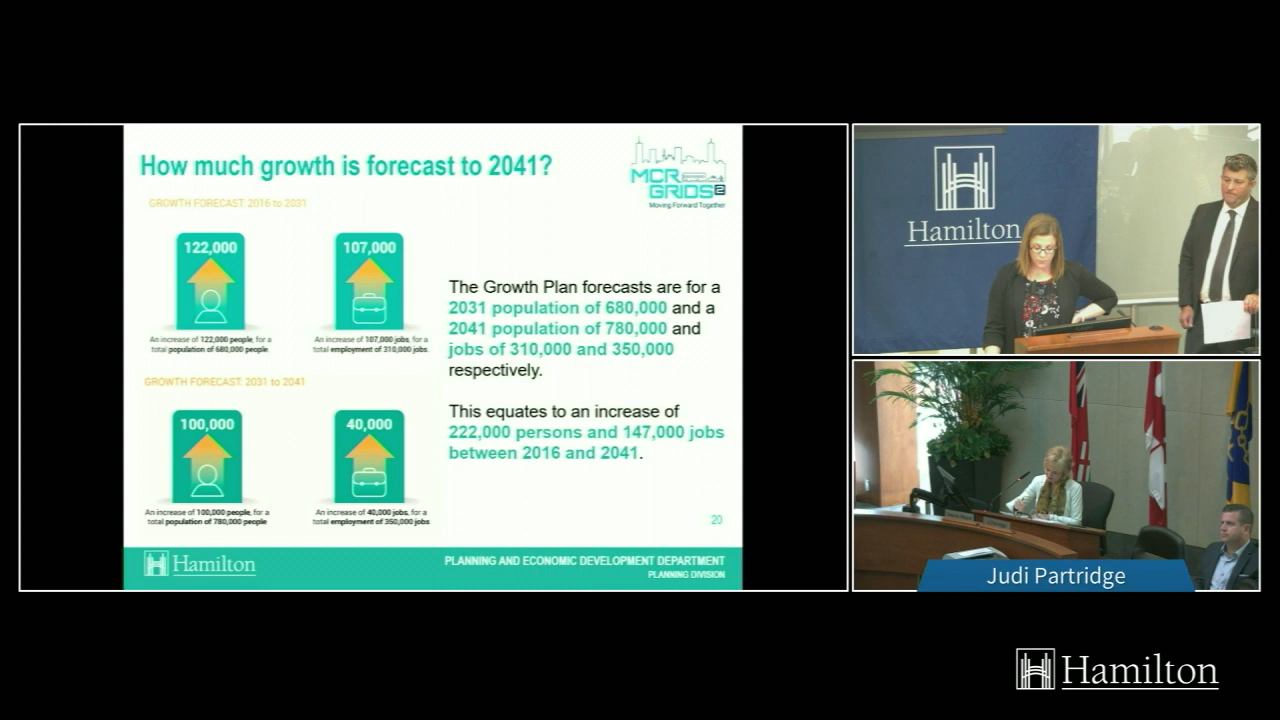 How much growth is forecast to 2041?
MCR
GRIDS2
Moving Forward Together
GROWTH FORECAST: 2016 to 2031
122,000
107,000
An increase of 122,000 people, for a
total population of 680,000 people.
An increase of 107,000 jobs, for a
total employment of 310,000 jobs.
GROWTH FORECAST: 2031 to 2041
100,000
40,000
An increase of 100,000 people, for a
total population of 780,000 people
An increase of 40,000 jobs, for a
total employment of 350,000 jobs
The Growth Plan forecasts are for a
2031 population of 680,000 and a
2041 population of 780,000 and
jobs of 310,000 and 350,000
respectively.
This equates to an increase of
222,000 persons and 147,000 jobs
between 2016 and 2041.
20
Hamilton
PLANNING AND ECONOMIC DEVELOPMENT DEPARTMENT
PLANNING DIVISION
Hamilton
Judi Partridge
Hamilton